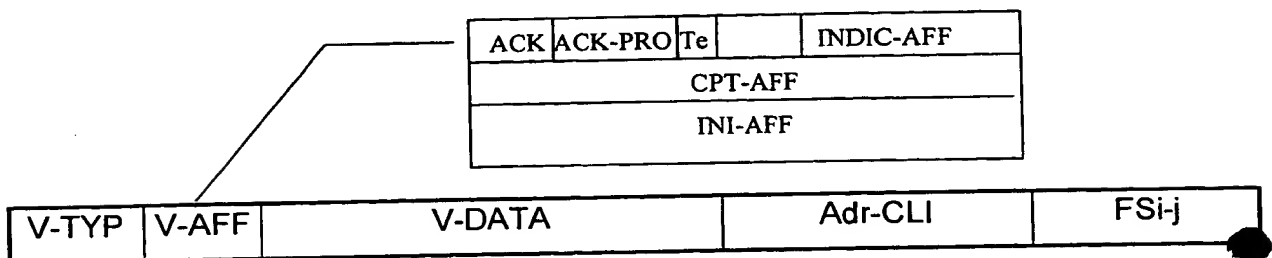 ACK ACK-PRO Te INDIC-AFF
CPT-AFF
INI-AFF
V-TYP V-AFF V-DATA Adr-CLI FSi-j